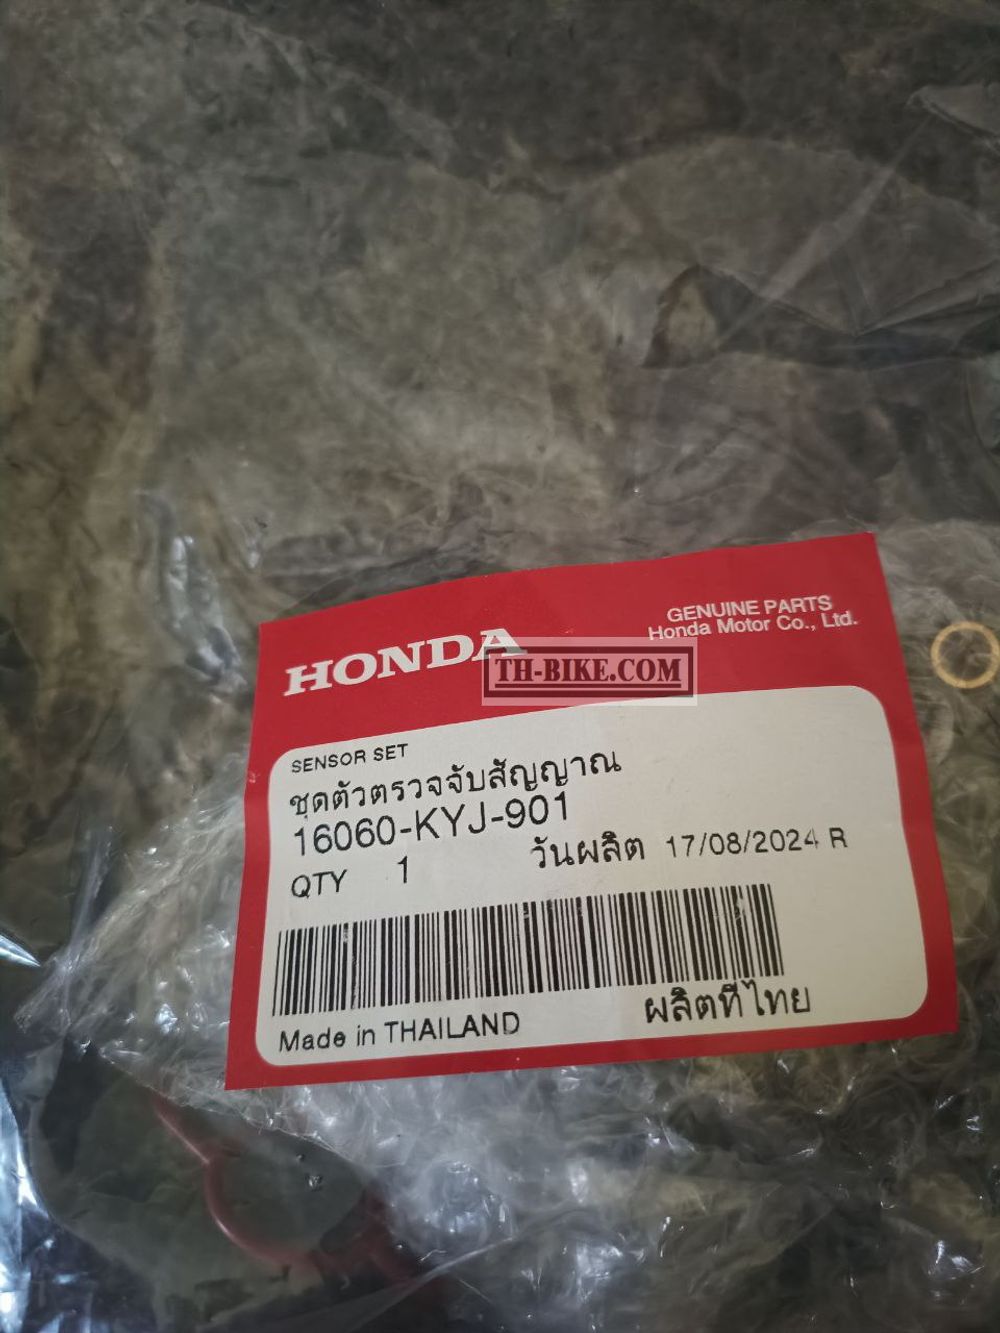 GENUINE PARTS
Honda Motor Co., Ltd.
HONDA
TH-BIKE.COM
SENSOR SET
ชุดตัวตรวจจับสัญญาณ
16060-KYJ-901
QTY 1 วันผลิต 17/08/2024 R
Made in THAILAND ผลิตที่ไทย